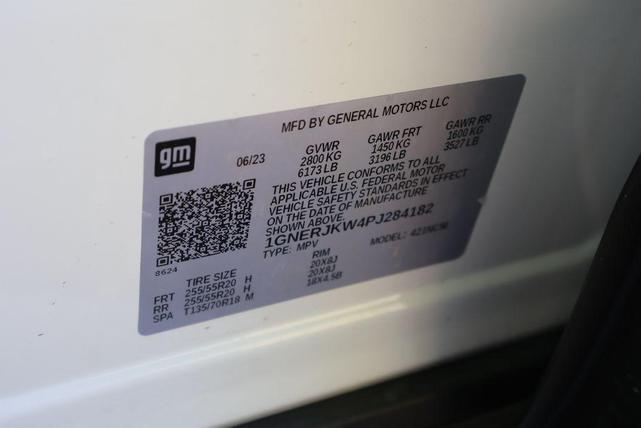 gm
MFD BY GENERAL MOTORS LLC
06/23 GVWR GAWR FRT GAWR RR
2800 KG 1450 KG 1600 KG
6173 LB 3196 LB 3527 LB
THIS VEHICLE CONFORMS TO ALL
APPLICABLE U.S. FEDERAL MOTOR
VEHICLE SAFETY STANDARDS IN EFFECT
ON THE DATE OF MANUFACTURE
SHOWN ABOVE.
1GNERJKW4PJ284182
TYPE: MPV MODEL:
8624
TIRE SIZE RIM
FRT 255/55R20 H 20X8J
RR 255/55R20 H 20X8J
SPA T135/70R18 M 18X4.5B